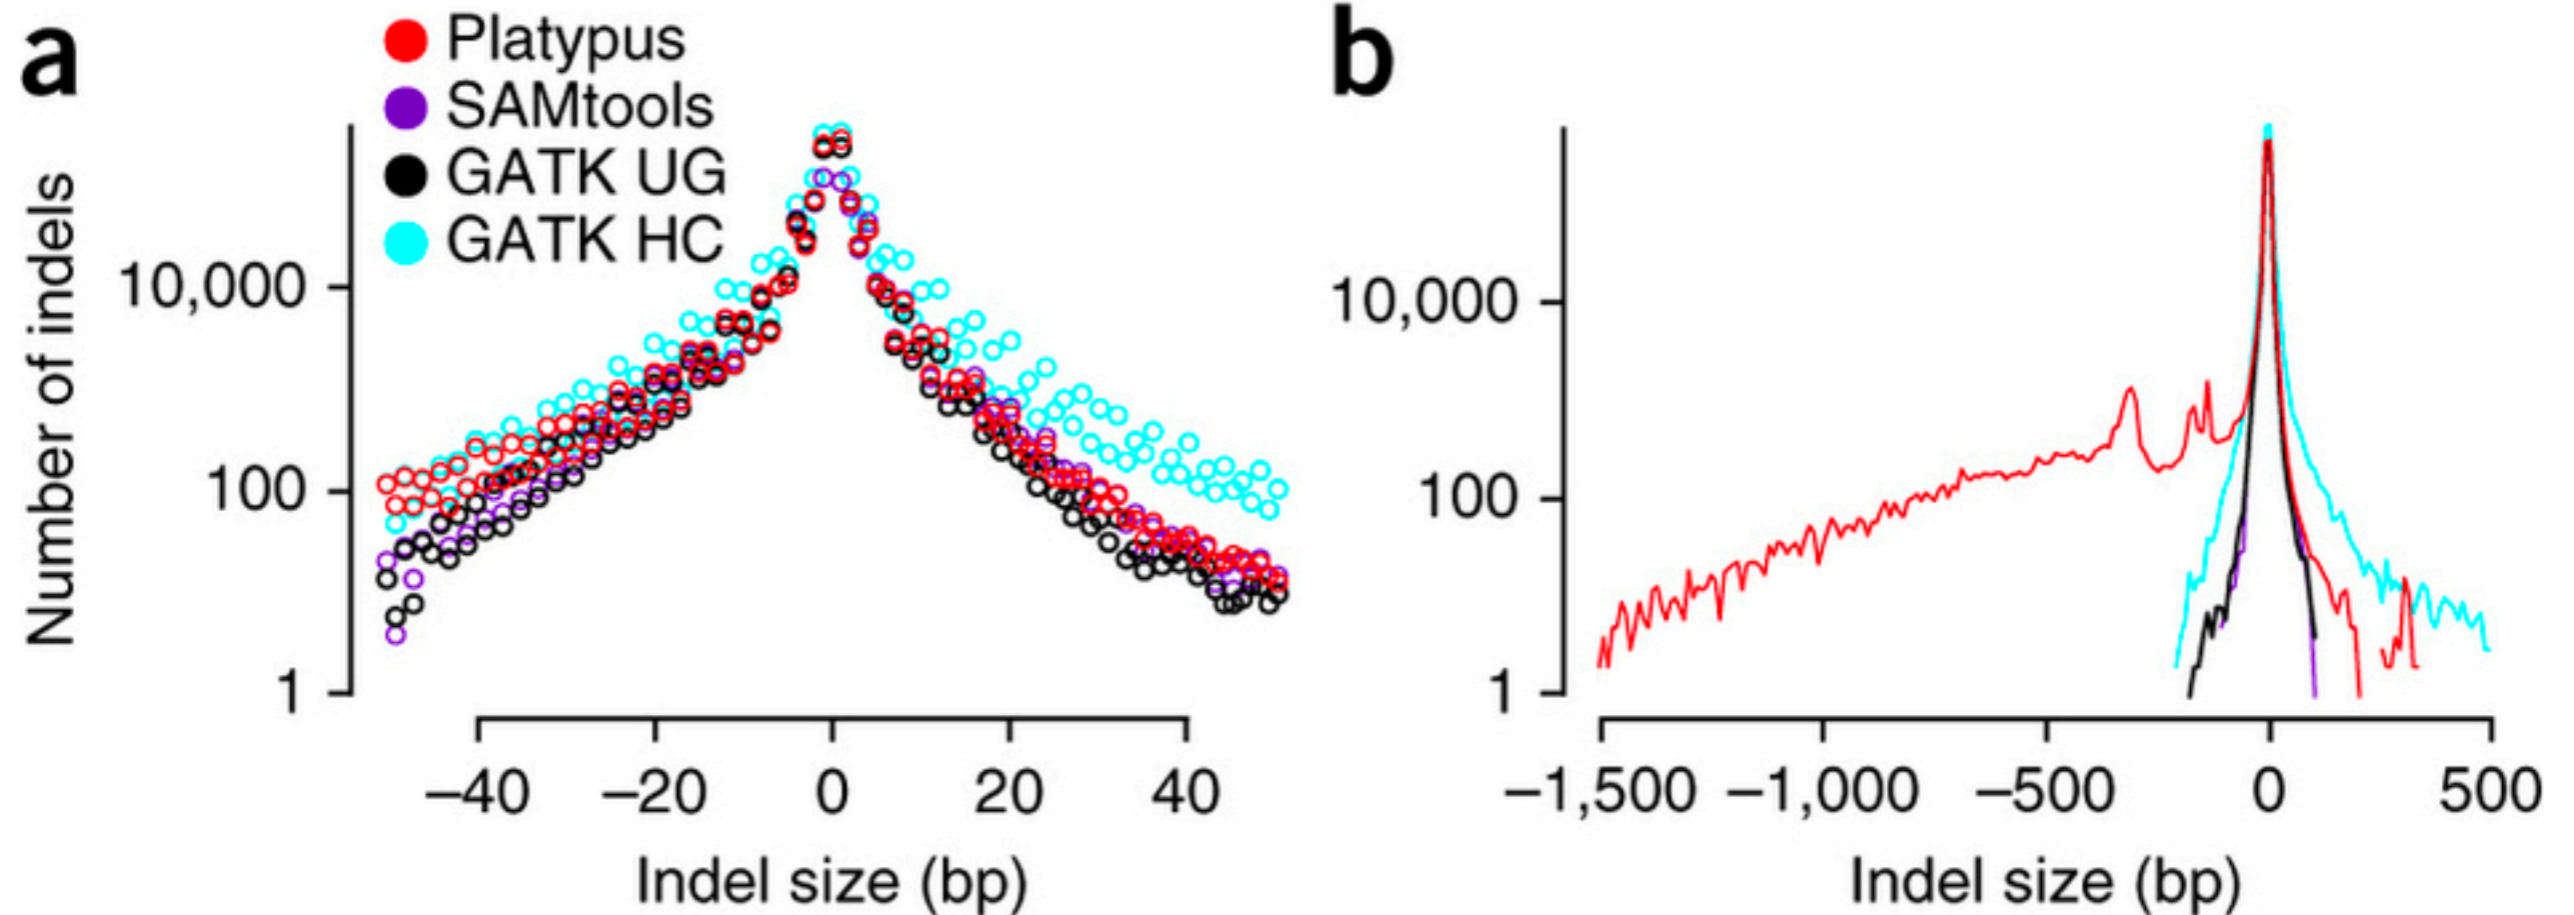 a
Platypus
SAMtools
GATK UG
GATK HC
Number of indels
10,000
100
1
−40 −20 0 20 40
Indel size (bp)
b
10,000
100
1
−1,500 −1,000 −500 0 500
Indel size (bp)